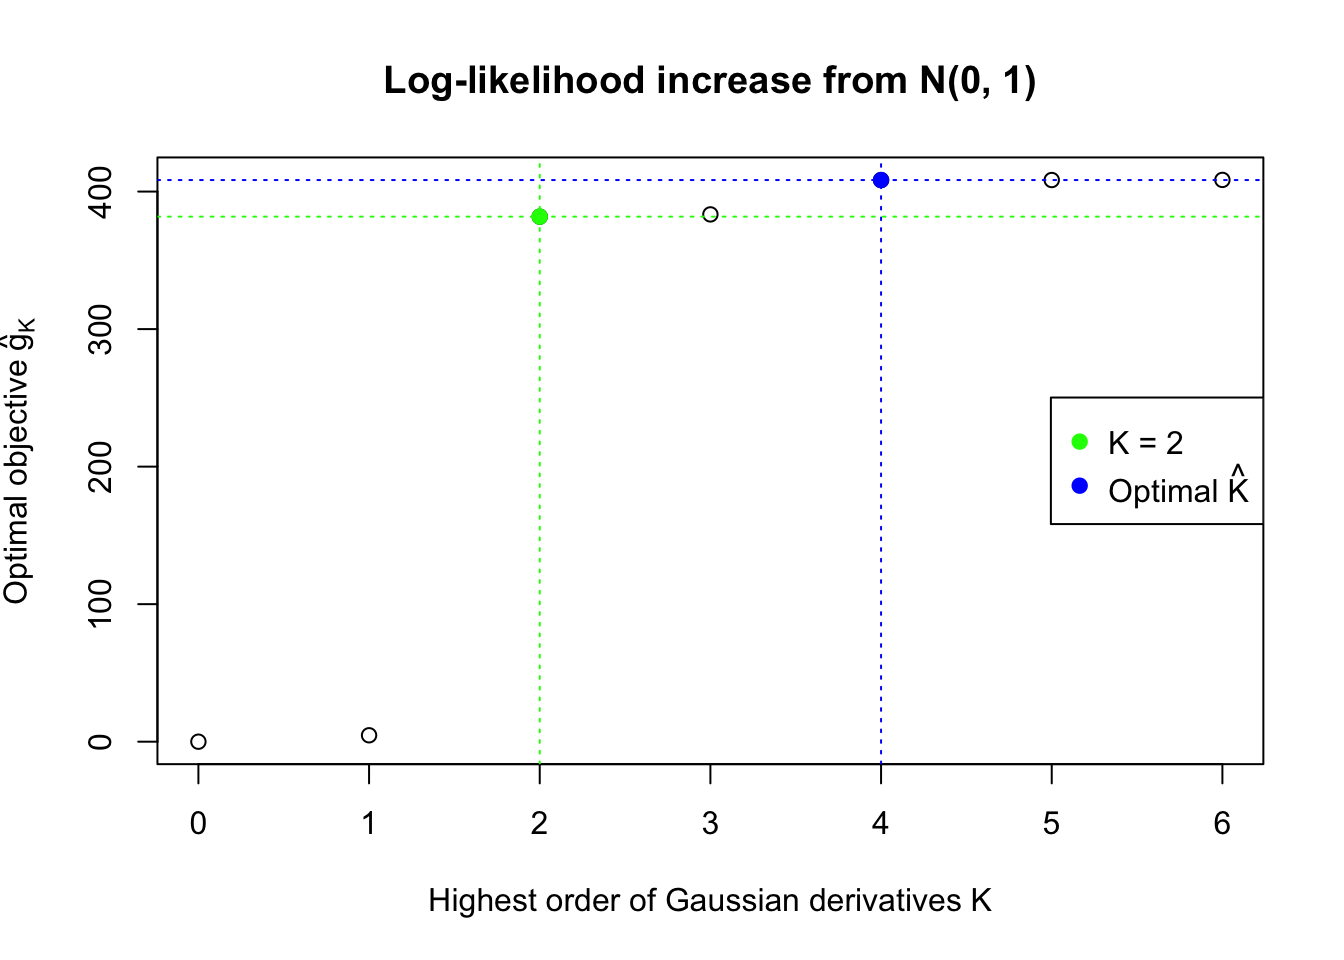 Log-likelihood increase from N(0, 1)
Optimal objective ĝ_K
400
300
200
100
0
K = 2
Optimal K̂
0 1 2 3 4 5 6
Highest order of Gaussian derivatives K